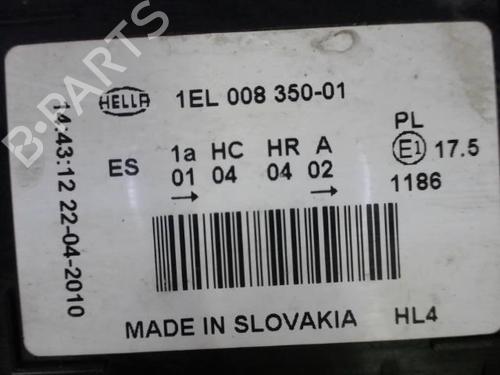 HELLA 1EL 008 350-01
ES 1a HC HR A PL
01 04 04 02 E1 17.5
→ → 1186
MADE IN SLOVAKIA HL4
14:43:12 22-04-2010
B-PARTS